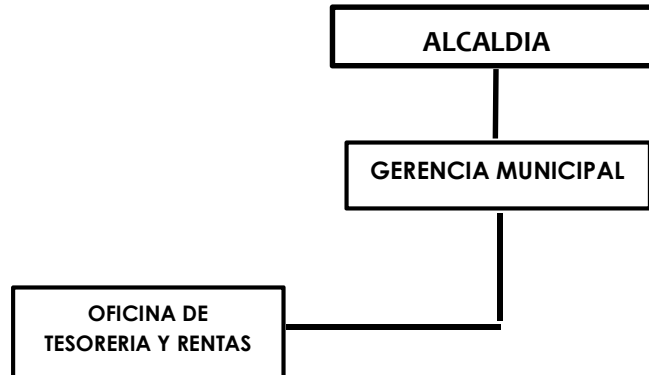 ALCALDIA
GERENCIA MUNICIPAL
OFICINA DE
TESORERIA Y RENTAS